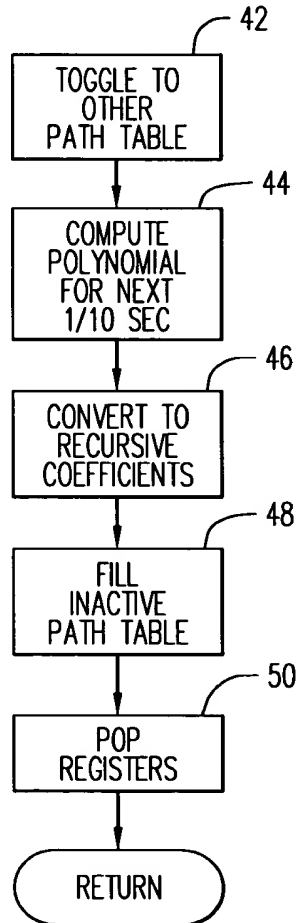 42
TOGGLE TO
OTHER
PATH TABLE
44
COMPUTE
POLYNOMIAL
FOR NEXT
1/10 SEC
46
CONVERT TO
RECURSIVE
COEFFICIENTS
48
FILL
INACTIVE
PATH TABLE
50
POP
REGISTERS
RETURN